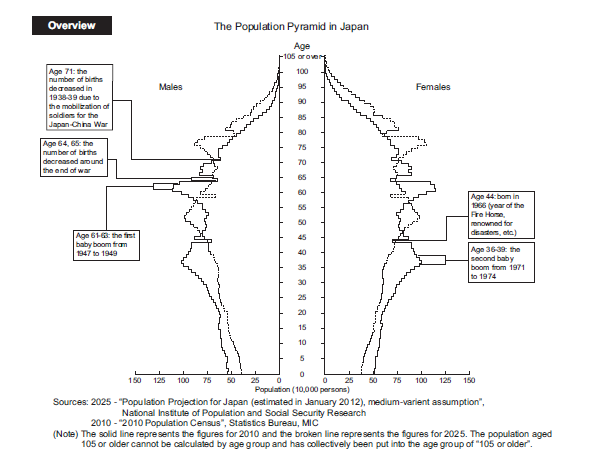 Overview
The Population Pyramid in Japan
Age
105 or over
Males
Females
100
95
90
85
80
75
70
65
60
55
50
45
40
35
30
25
20
15
10
5
0
Age 71: the
number of births
decreased in
1938-39 due to
the mobilization of
soldiers for the
Japan-China War
Age 64, 65: the
number of births
decreased around
the end of war
Age 61-63: the first
baby boom from
1947 to 1949
Age 44: born in
1966 (year of the
Fire Horse,
renowned for
disasters, etc.)
Age 36-39: the
second baby
boom from 1971
to 1974
150 125 100 75 50 25 0
0 25 50 75 100 125 150
Population (10,000 persons)
Sources: 2025 - "Population Projection for Japan (estimated in January 2012), medium-varient assumption",
National Institute of Population and Social Security Research
2010 - "2010 Population Census", Statistics Bureau, MIC
(Note) The solid line represents the figures for 2010 and the broken line represents the figures for 2025. The population aged
105 or older cannot be calculated by age group and has collectively been put into the age group of "105 or older".